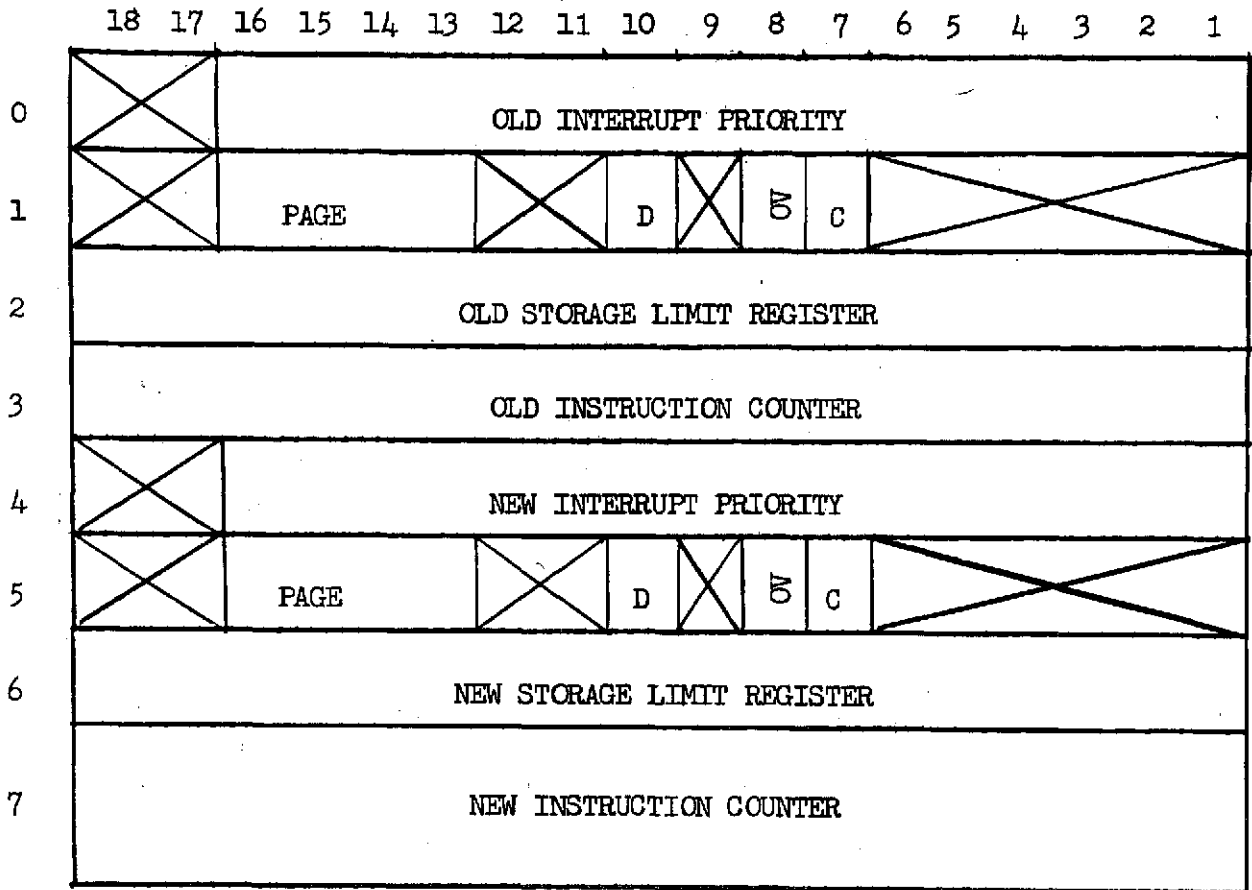 18 17 16 15 14 13 12 11 10 9 8 7 6 5 4 3 2 1
0 OLD INTERRUPT PRIORITY
1 PAGE D OV C
2 OLD STORAGE LIMIT REGISTER
3 OLD INSTRUCTION COUNTER
4 NEW INTERRUPT PRIORITY
5 PAGE D OV C
6 NEW STORAGE LIMIT REGISTER
7 NEW INSTRUCTION COUNTER